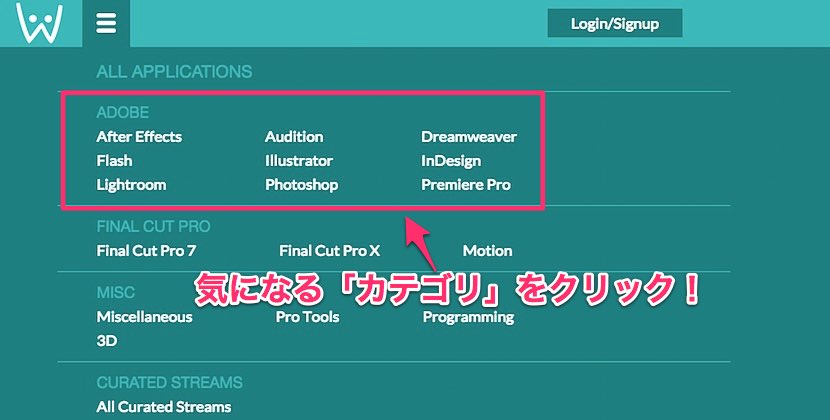 Login/Signup
ALL APPLICATIONS
ADOBE
After Effects Audition Dreamweaver
Flash Illustrator InDesign
Lightroom Photoshop Premiere Pro
FINAL CUT PRO
Final Cut Pro 7 Final Cut Pro X Motion
気になる「カテゴリ」をクリック！
MISC
Miscellaneous Pro Tools Programming
3D
CURATED STREAMS
All Curated Streams